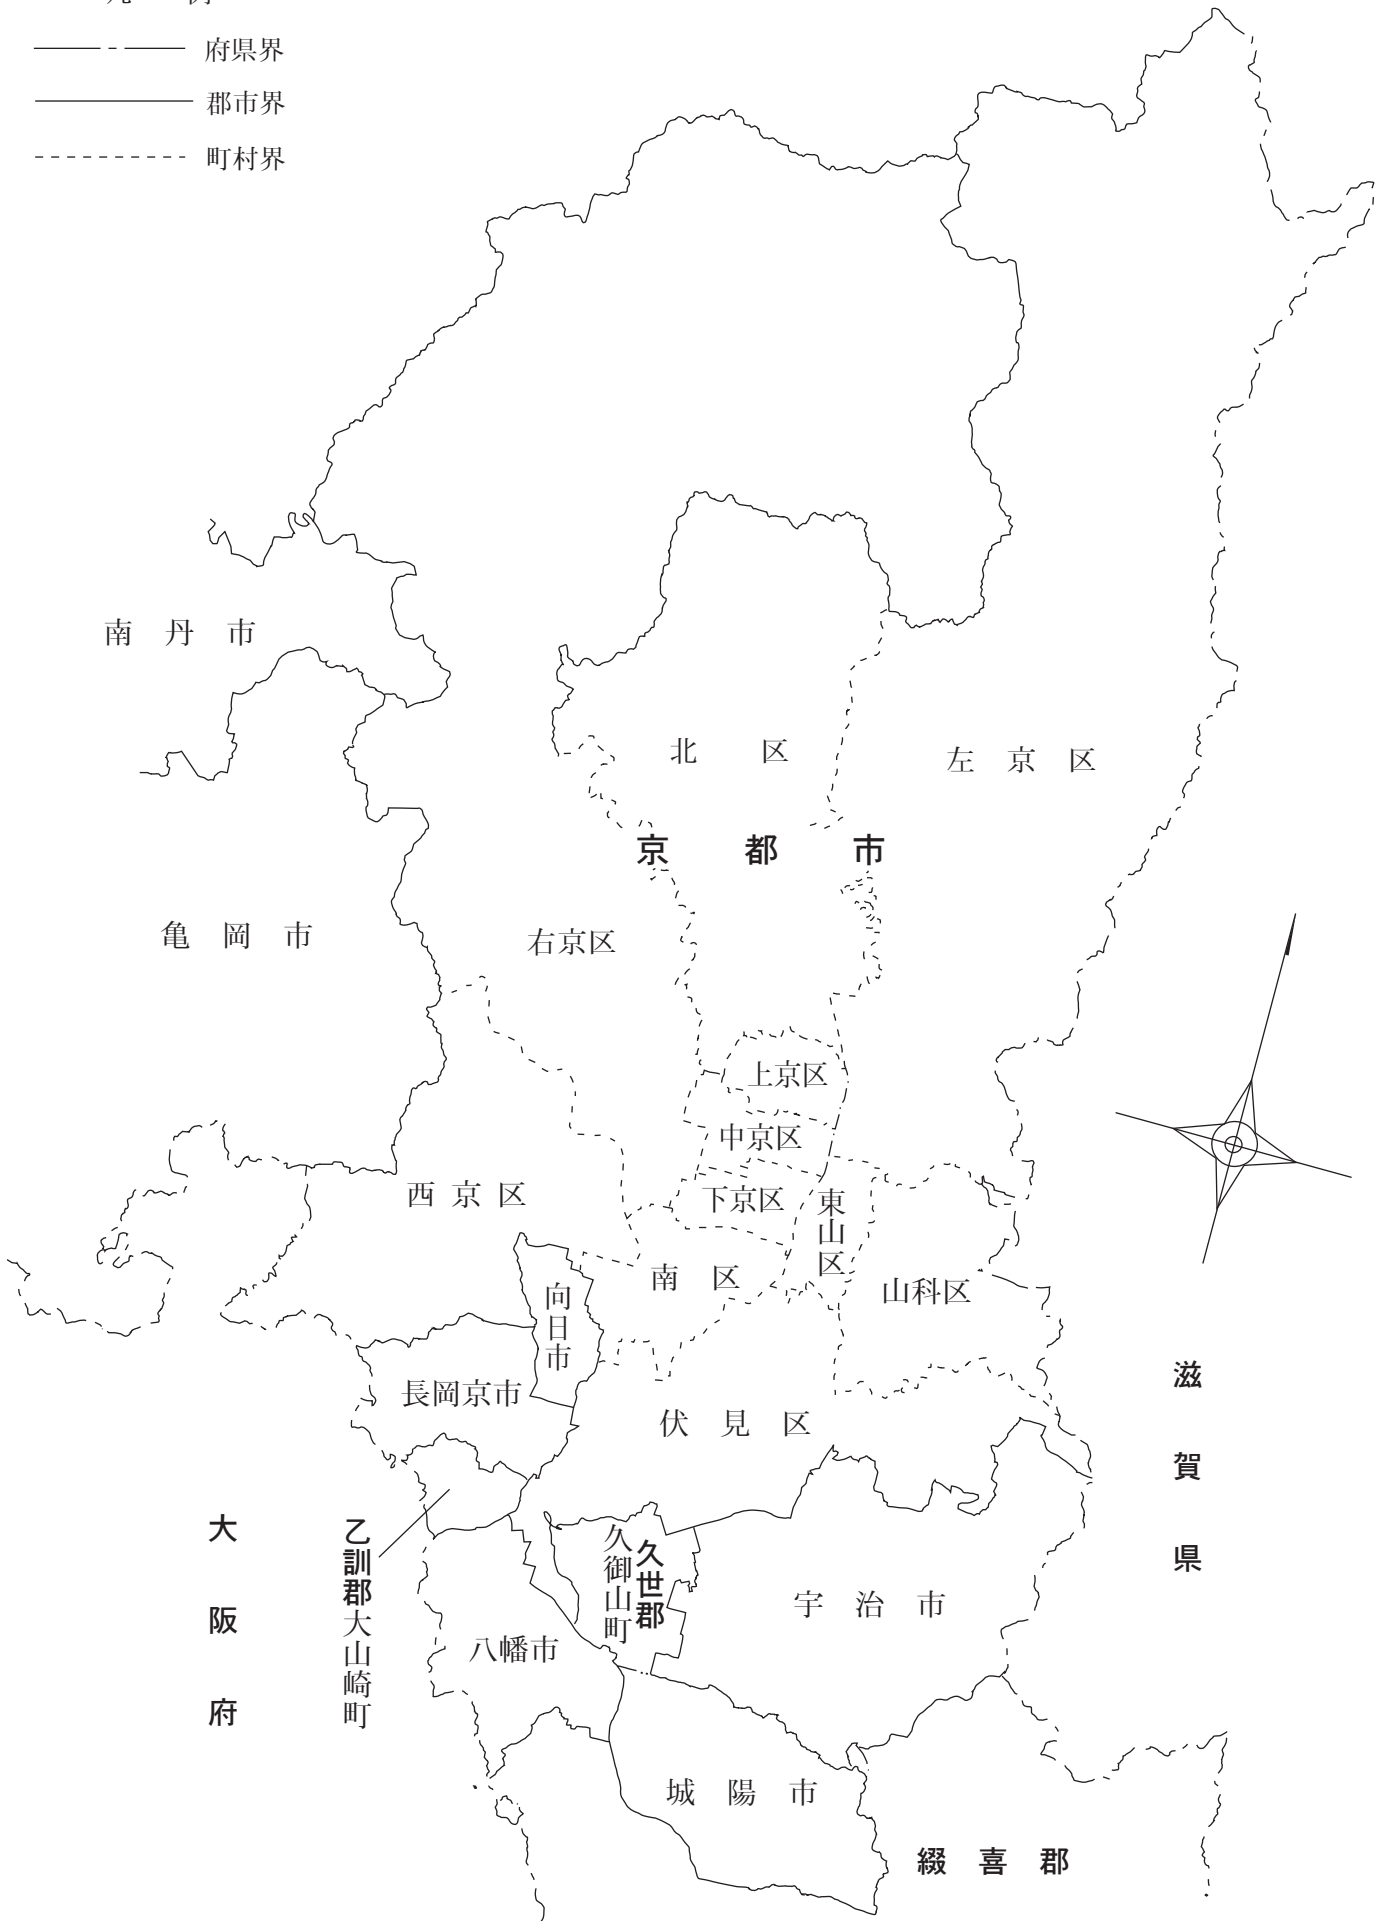 凡例
府県界
郡市界
町村界
南丹市
北区
左京区
京都市
亀岡市
右京区
上京区
中京区
西京区
下京区
東山区
南区
山科区
向日市
長岡京市
伏見区
滋賀県
大阪府
乙訓郡大山崎町
久世郡
久御山町
宇治市
八幡市
城陽市
綴喜郡